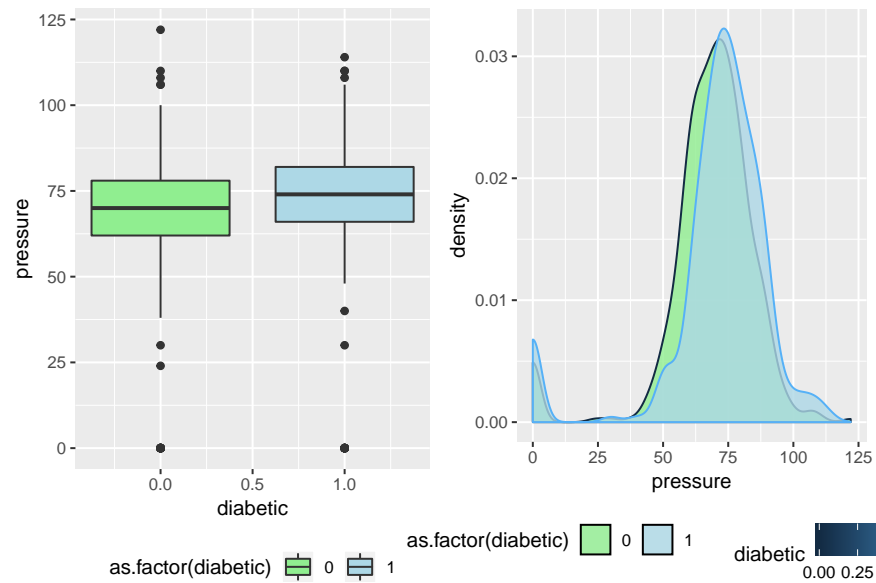 125
100
75
50
25
0
pressure
0.0 0.5 1.0
diabetic
as.factor(diabetic) 0 1
0.03
0.02
0.01
0.00
density
0 25 50 75 100 125
pressure
as.factor(diabetic) 0 1
diabetic
0.00 0.25